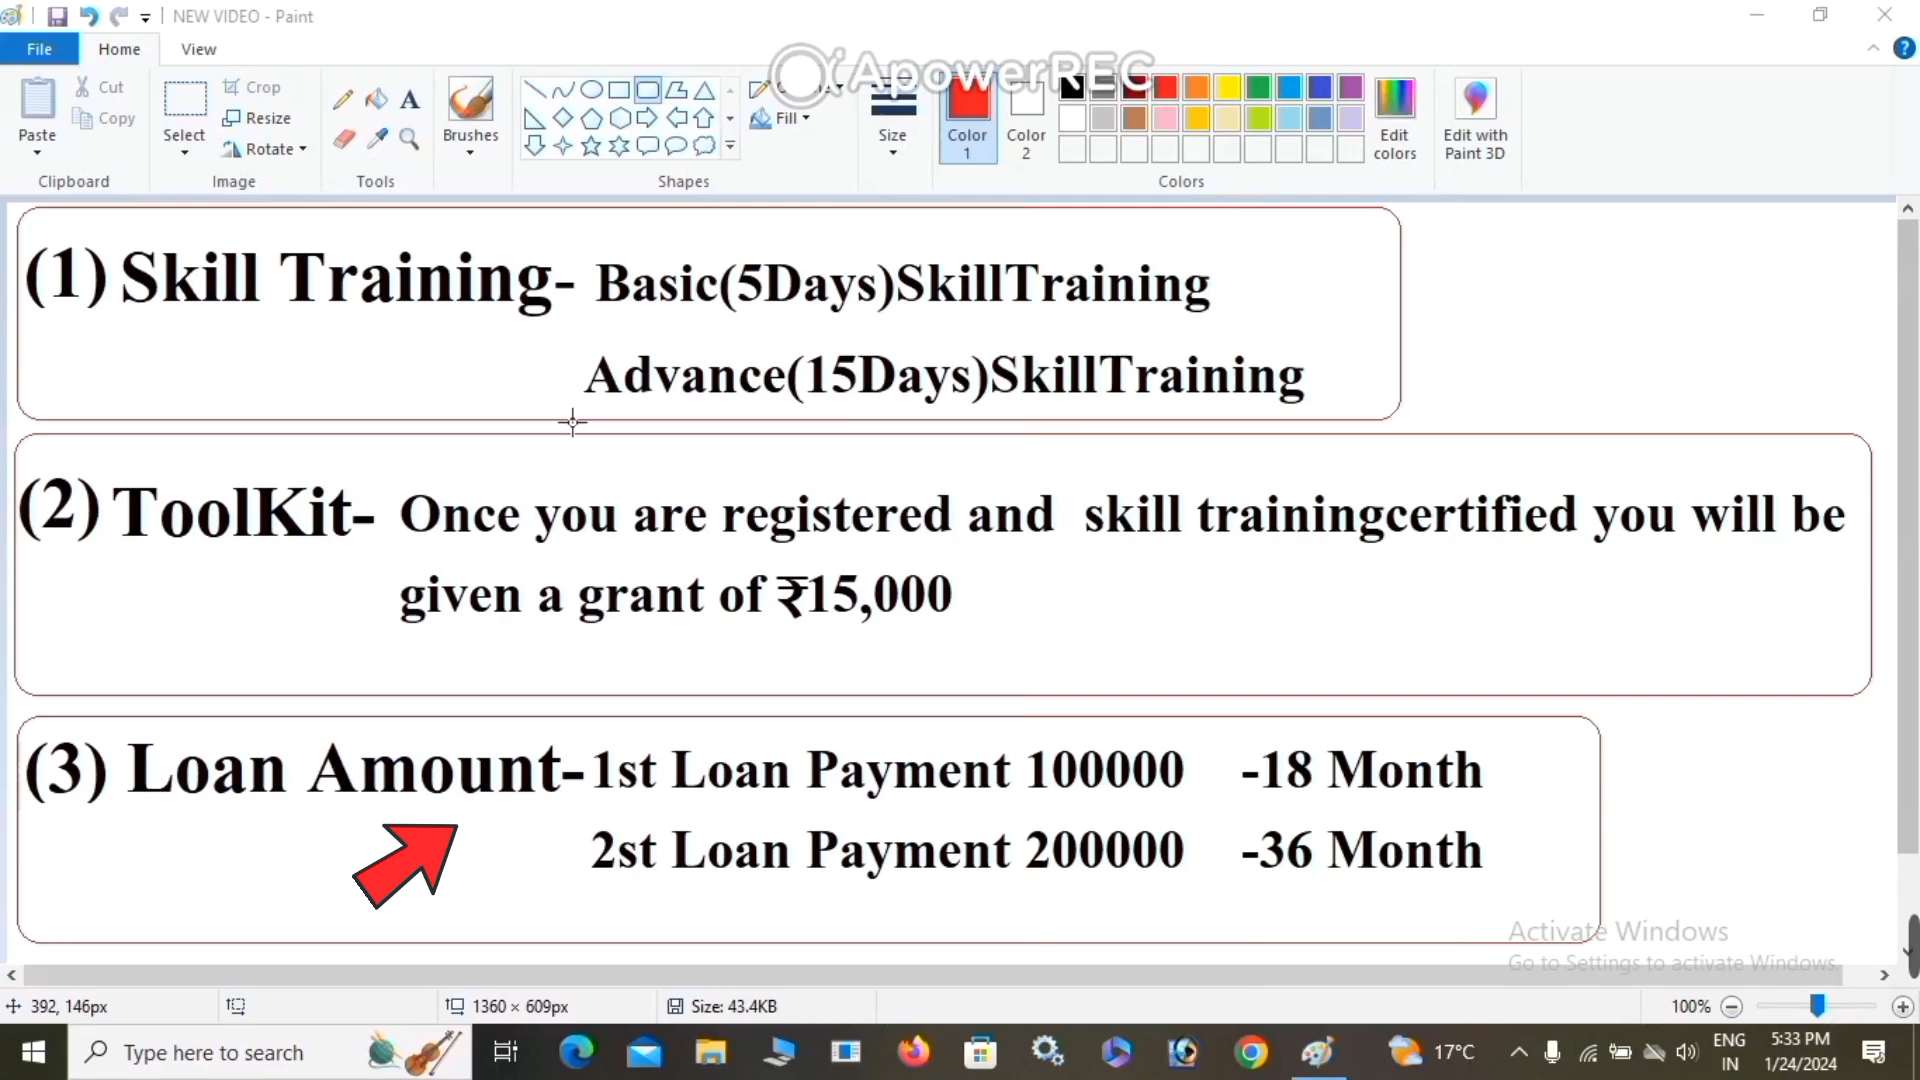 NEW VIDEO - Paint
File Home View
ApowerREC
Paste
Cut
Copy
Clipboard
Select
Crop
Resize
Rotate
Image
A
Tools
Brushes
Fill
Shapes
Size
Color 1
Color 2
Colors
Edit colors
Edit with Paint 3D
(1) Skill Training- Basic(5Days)SkillTraining
Advance(15Days)SkillTraining
(2) ToolKit- Once you are registered and skill trainingcertified you will be
given a grant of ₹15,000
(3) Loan Amount- 1st Loan Payment 100000 -18 Month
2st Loan Payment 200000 -36 Month
Activate Windows
Go to Settings to activate Windows.
392, 146px
1360 × 609px
Size: 43.4KB
100%
Type here to search
17°C
ENG
IN
5:33 PM
1/24/2024